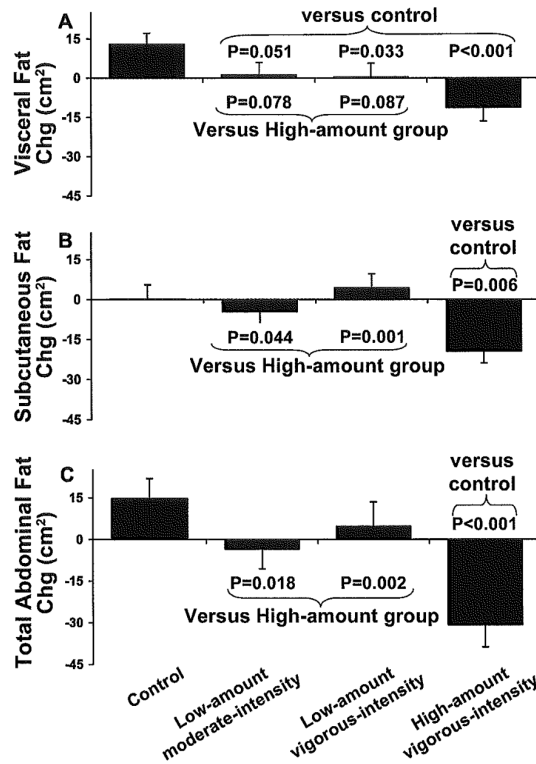 A
versus control
P=0.051 P=0.033 P<0.001
P=0.078 P=0.087
Versus High-amount group
Visceral Fat
Chg (cm²)
15
0
-15
-30
-45
B
versus
control
P=0.006
P=0.044 P=0.001
Versus High-amount group
Subcutaneous Fat
Chg (cm²)
15
0
-15
-30
-45
C
versus
control
P<0.001
P=0.018 P=0.002
Versus High-amount group
Total Abdominal Fat
Chg (cm²)
15
0
-15
-30
-45
Control
Low-amount
moderate-intensity
Low-amount
vigorous-intensity
High-amount
vigorous-intensity